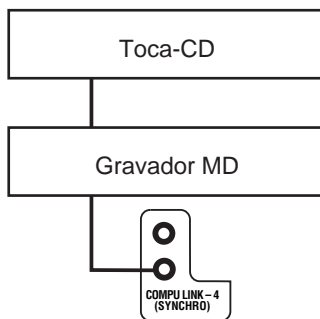 Toca-CD
Gravador MD
COMPU LINK – 4
(SYNCHRO)